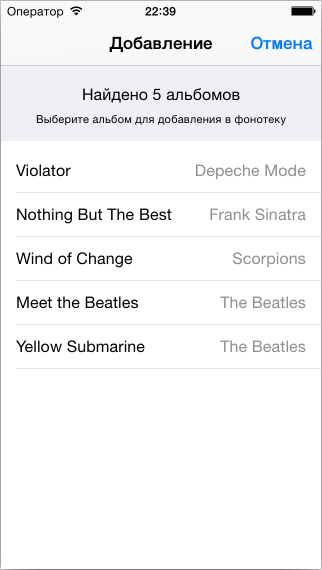 Оператор 22:39
Добавление Отмена
Найдено 5 альбомов
Выберите альбом для добавления в фонотеку
Violator Depeche Mode
Nothing But The Best Frank Sinatra
Wind of Change Scorpions
Meet the Beatles The Beatles
Yellow Submarine The Beatles